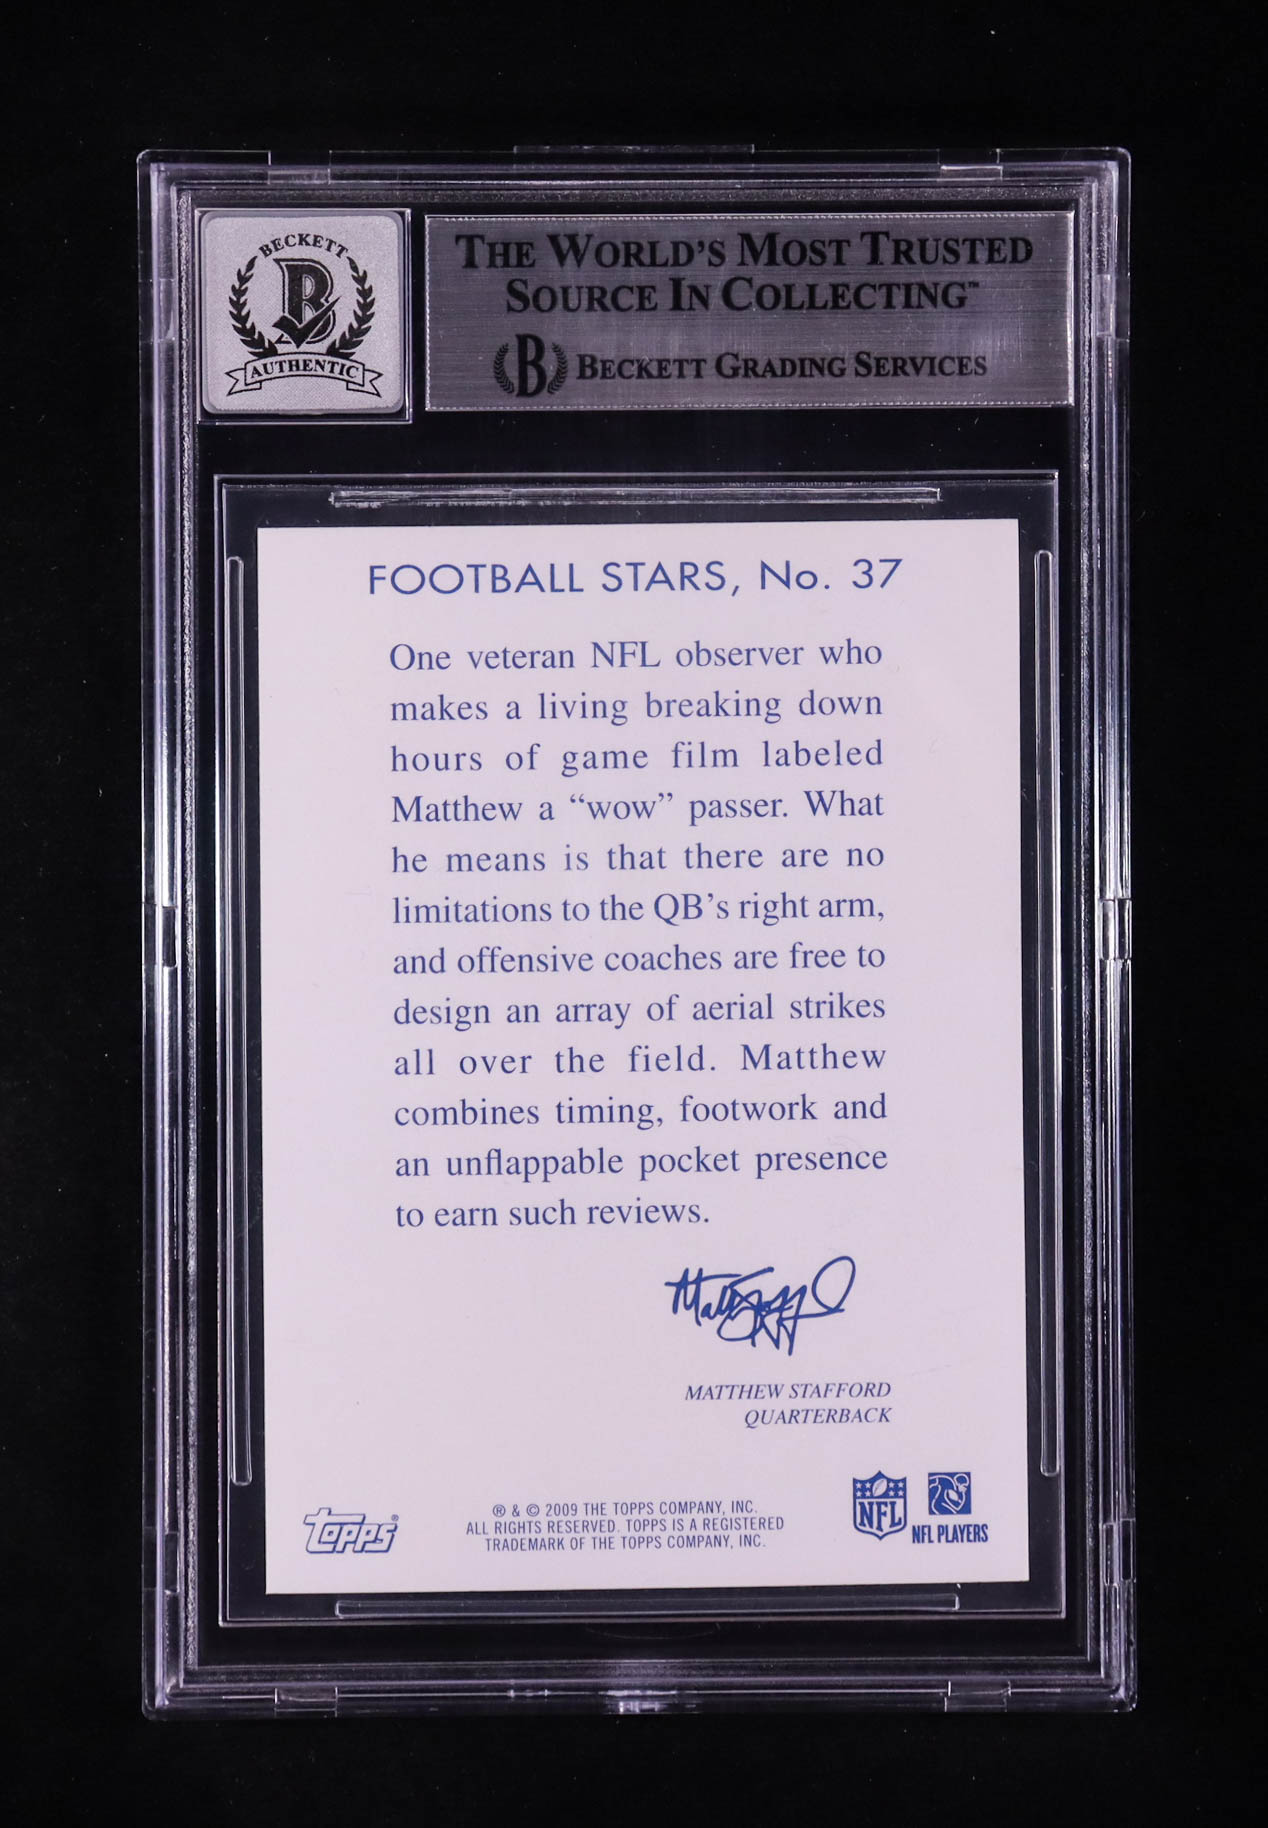 BECKETT
B
AUTHENTIC
THE WORLD'S MOST TRUSTED
SOURCE IN COLLECTING™
B BECKETT GRADING SERVICES
FOOTBALL STARS, No. 37
One veteran NFL observer who
makes a living breaking down
hours of game film labeled
Matthew a “wow” passer. What
he means is that there are no
limitations to the QB’s right arm,
and offensive coaches are free to
design an array of aerial strikes
all over the field. Matthew
combines timing, footwork and
an unflappable pocket presence
to earn such reviews.
MATTHEW STAFFORD
QUARTERBACK
topps®
® & © 2009 THE TOPPS COMPANY, INC.
ALL RIGHTS RESERVED. TOPPS IS A REGISTERED
TRADEMARK OF THE TOPPS COMPANY, INC.
NFL
NFL PLAYERS